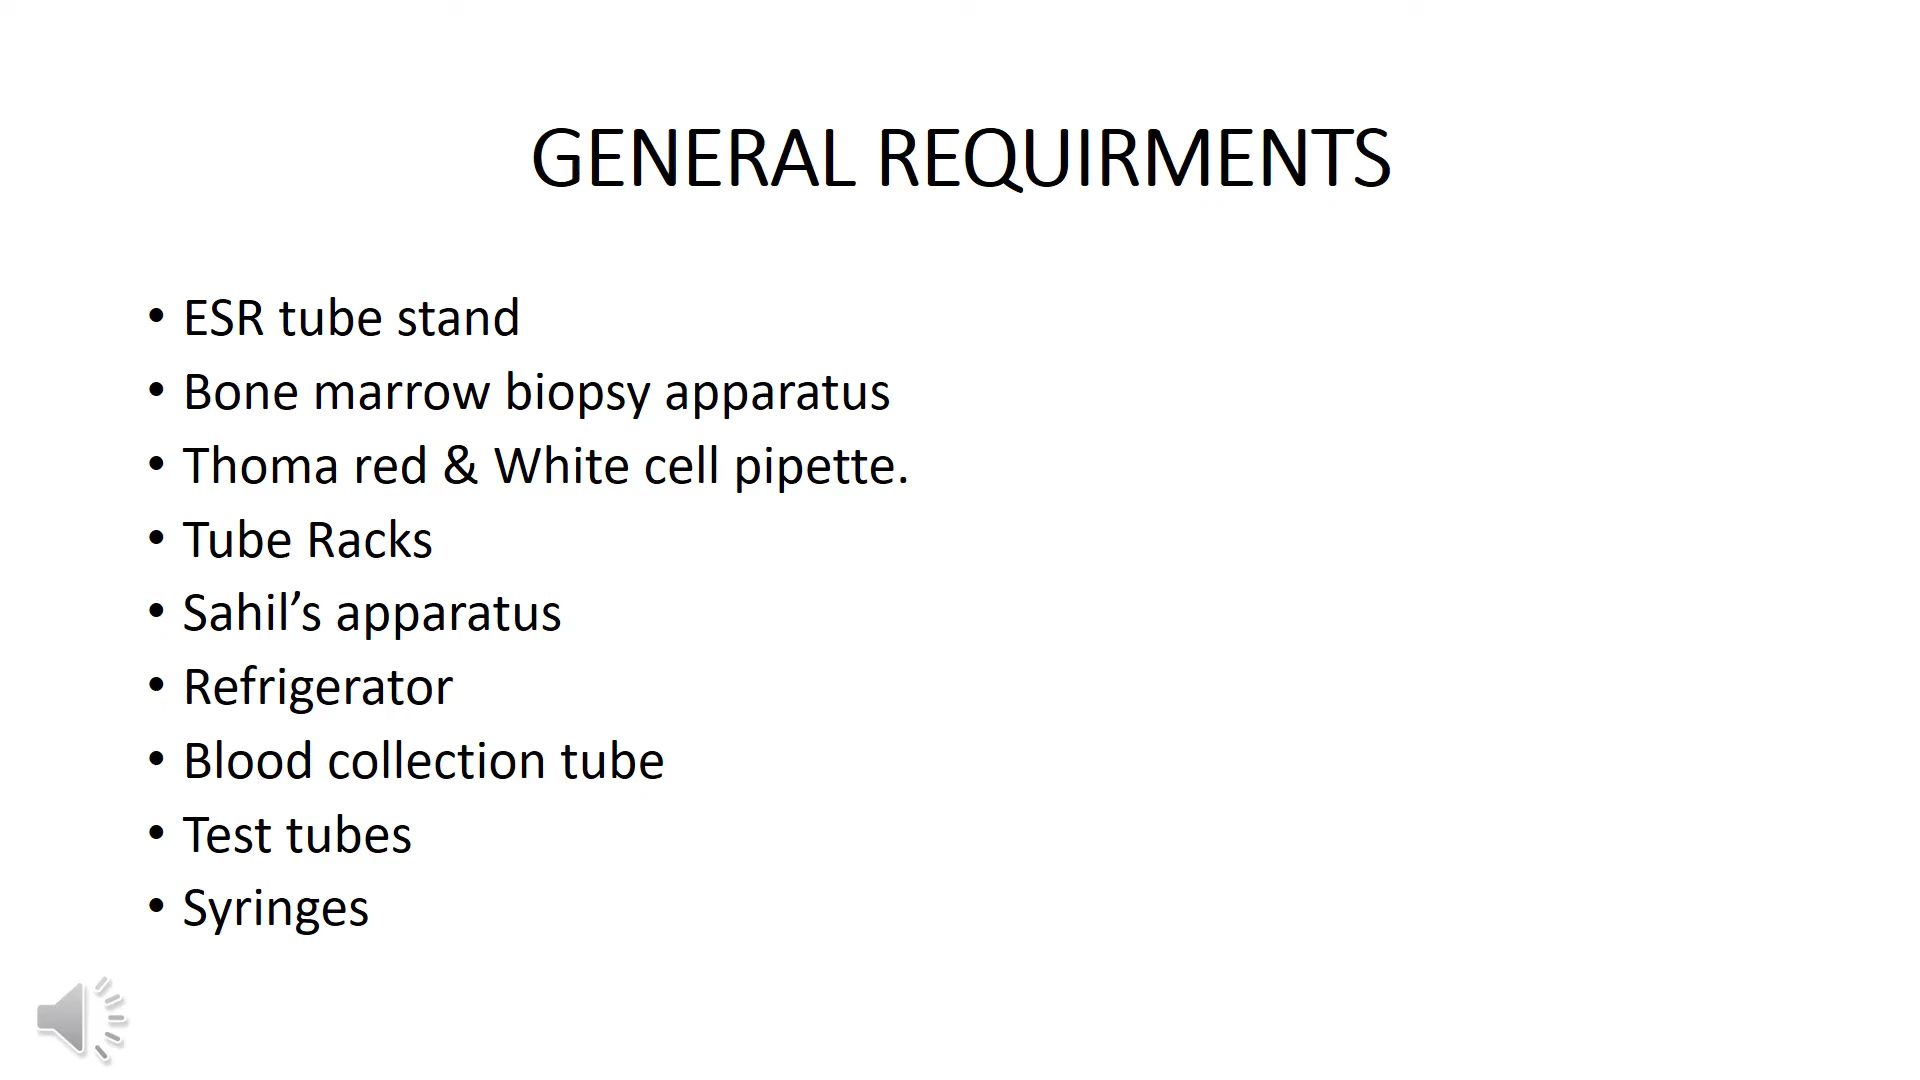 GENERAL REQUIRMENTS
• ESR tube stand
• Bone marrow biopsy apparatus
• Thoma red & White cell pipette.
• Tube Racks
• Sahil’s apparatus
• Refrigerator
• Blood collection tube
• Test tubes
• Syringes